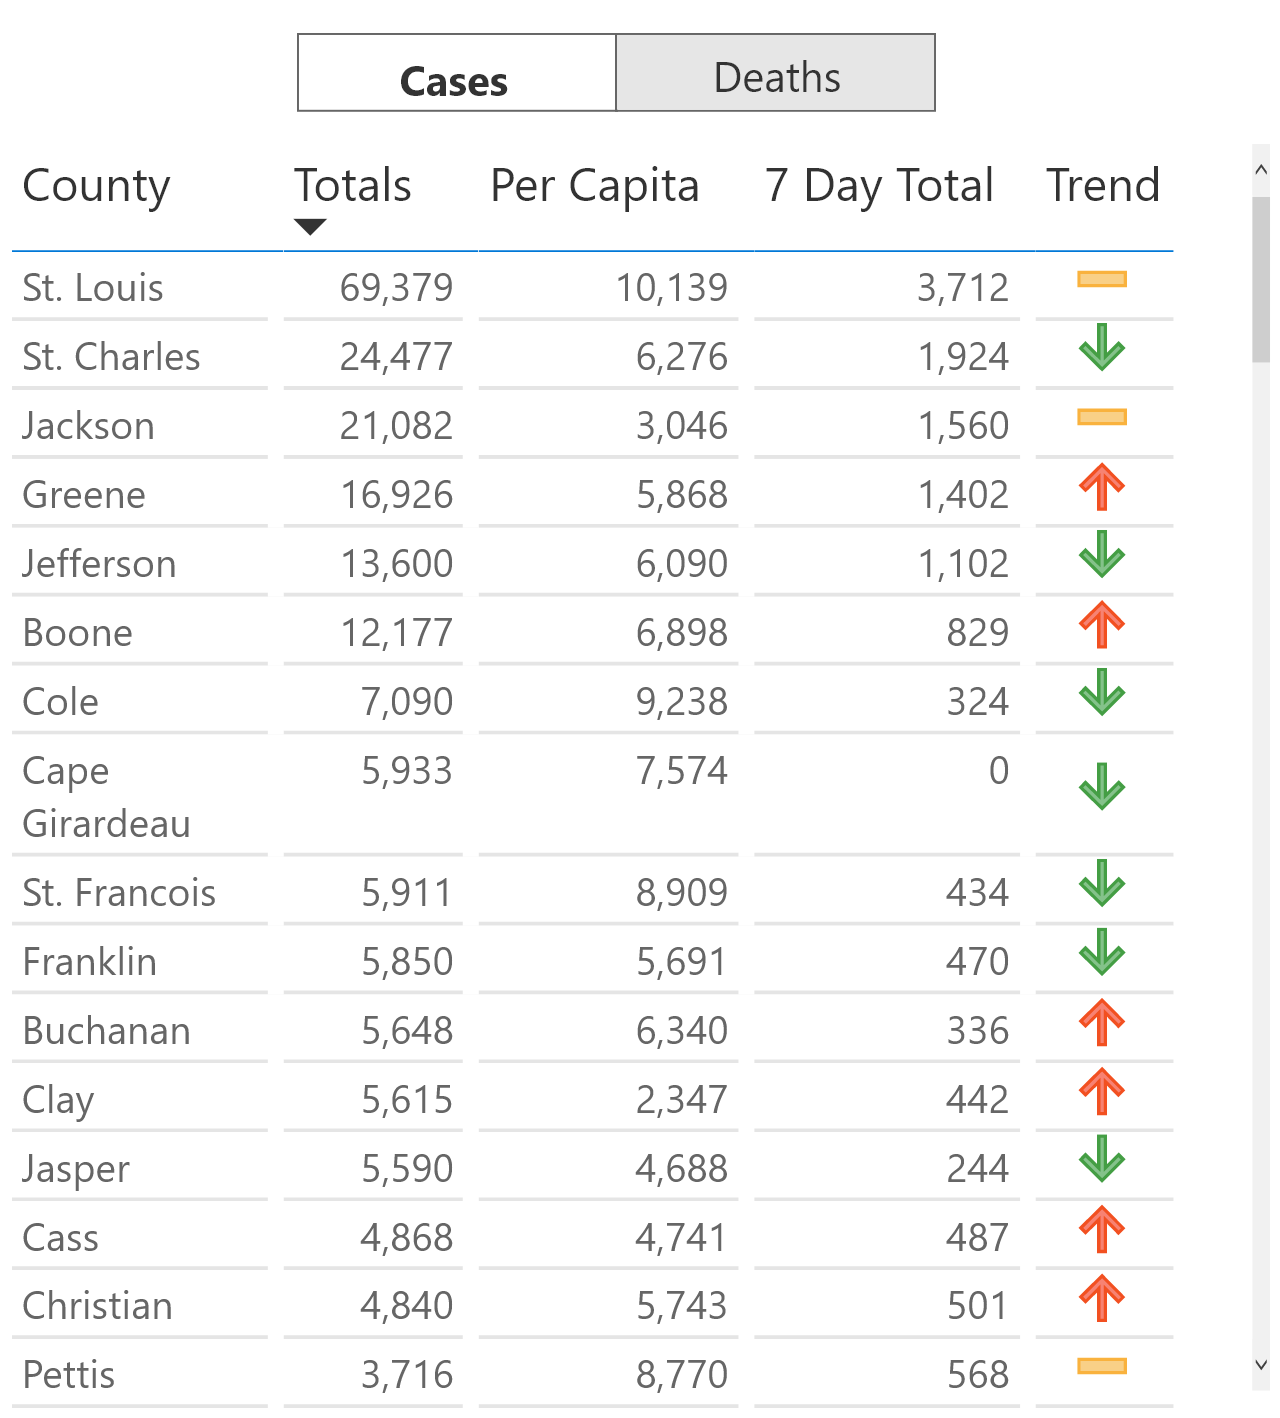 Cases Deaths
County Totals Per Capita 7 Day Total Trend
St. Louis 69,379 10,139 3,712
St. Charles 24,477 6,276 1,924
Jackson 21,082 3,046 1,560
Greene 16,926 5,868 1,402
Jefferson 13,600 6,090 1,102
Boone 12,177 6,898 829
Cole 7,090 9,238 324
Cape 5,933 7,574 0
Girardeau
St. Francois 5,911 8,909 434
Franklin 5,850 5,691 470
Buchanan 5,648 6,340 336
Clay 5,615 2,347 442
Jasper 5,590 4,688 244
Cass 4,868 4,741 487
Christian 4,840 5,743 501
Pettis 3,716 8,770 568